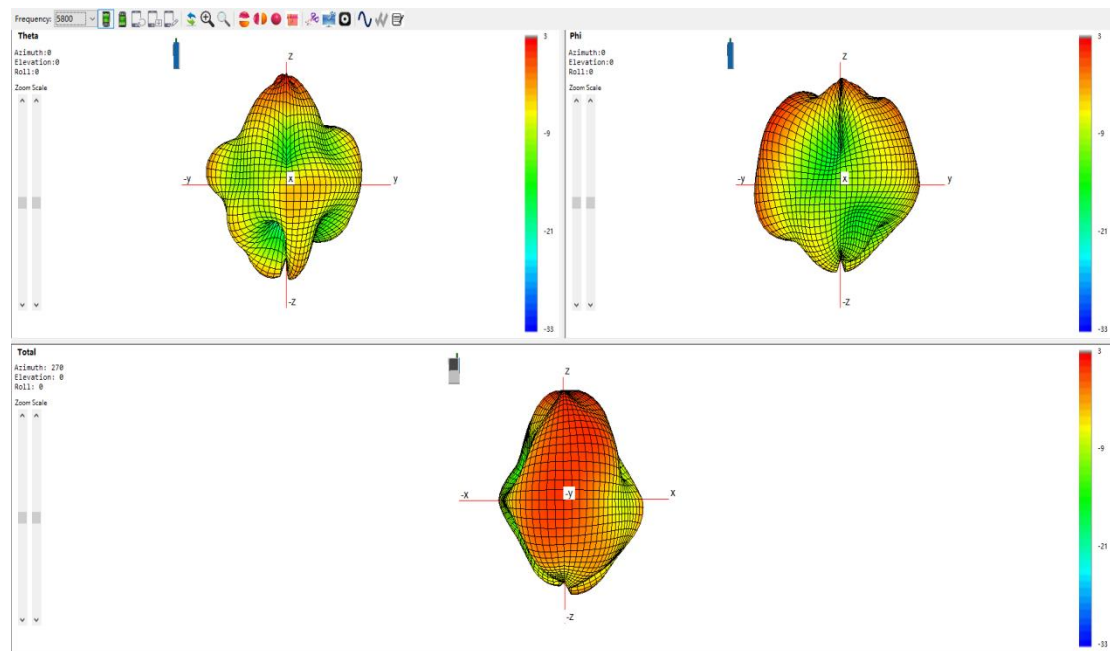 Frequency: 5800
Theta
Azimuth:0
Elevation:0
Roll:0
Zoom Scale
Z
-y
x
y
-Z
3
-9
-21
-33
Phi
Azimuth:0
Elevation:0
Roll:0
Zoom Scale
Z
-y
x
y
-Z
3
-9
-21
-33
Total
Azimuth: 270
Elevation: 0
Roll: 0
Zoom Scale
Z
-x
-y
x
-Z
3
-9
-21
-33